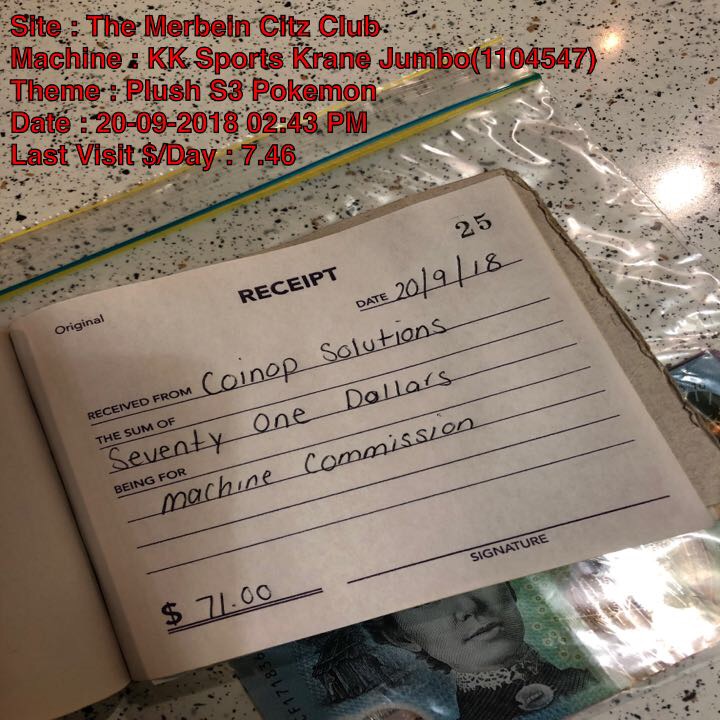 Site : The Merbein Citz Club
Machine : KK Sports Krane Jumbo(1104547)
Theme : Plush S3 Pokemon
Date : 20-09-2018 02:43 PM
Last Visit $/Day : 7.46
25
RECEIPT
Original
DATE 20/9/18
RECEIVED FROM Coinop Solutions
THE SUM OF
Seventy One Dollars
BEING FOR
machine Commission
SIGNATURE
$ 71.00